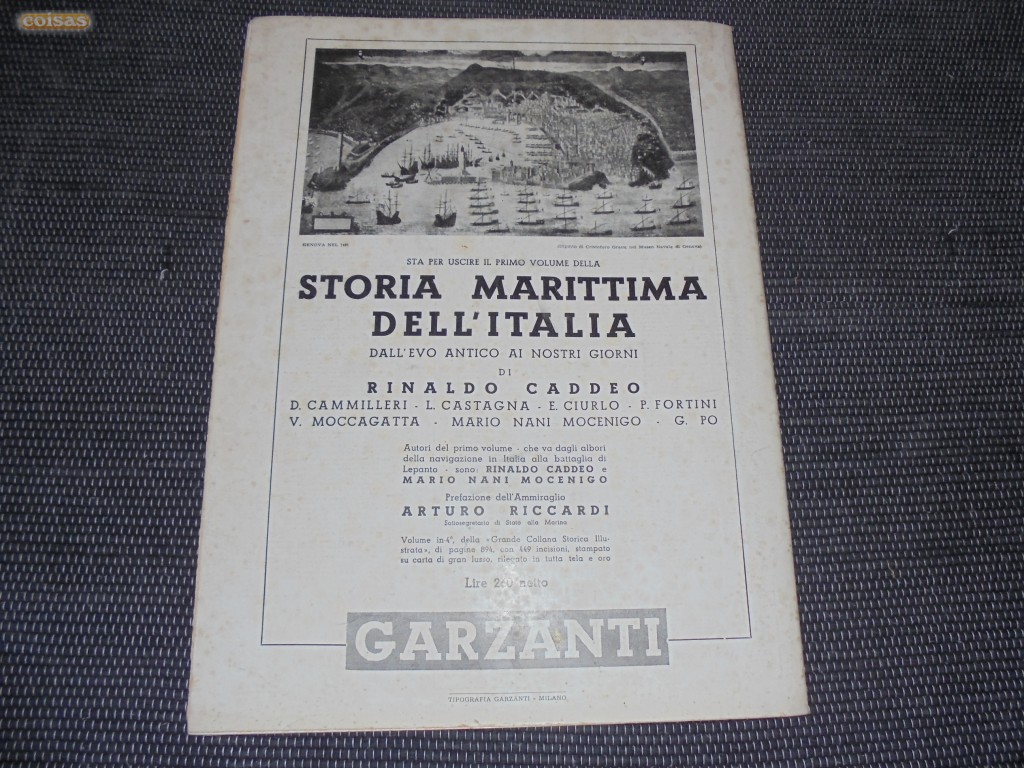 coisas
GENOVA NEL
STA PER USCIRE IL PRIMO VOLUME DELLA
STORIA MARITTIMA
DELL'ITALIA
DALL'EVO ANTICO AI NOSTRI GIORNI
DI
RINALDO CADDEO
D. CAMMILLERI - L. CASTAGNA - E. CIURLO - P. FORTINI
V. MOCCAGATTA - MARIO NANI MOCENIGO - G. PO
Autori del primo volume - che va dagli albori
della navigazione in Italia alla battaglia di
Lepanto - sono: RINALDO CADDEO e
MARIO NANI MOCENIGO
Prefazione dell'Ammiraglio
ARTURO RICCARDI
Sottosegretario di Stato alla Marina
Volume in 4°, della «Grande Collana Storica Illu-
strata», di pagine 894, con 449 incisioni, stampato
su carta di gran lusso, rilegato in tutta tela e oro
Lire 260 netto
GARZANTI
TIPOGRAFIA GARZANTI - MILANO